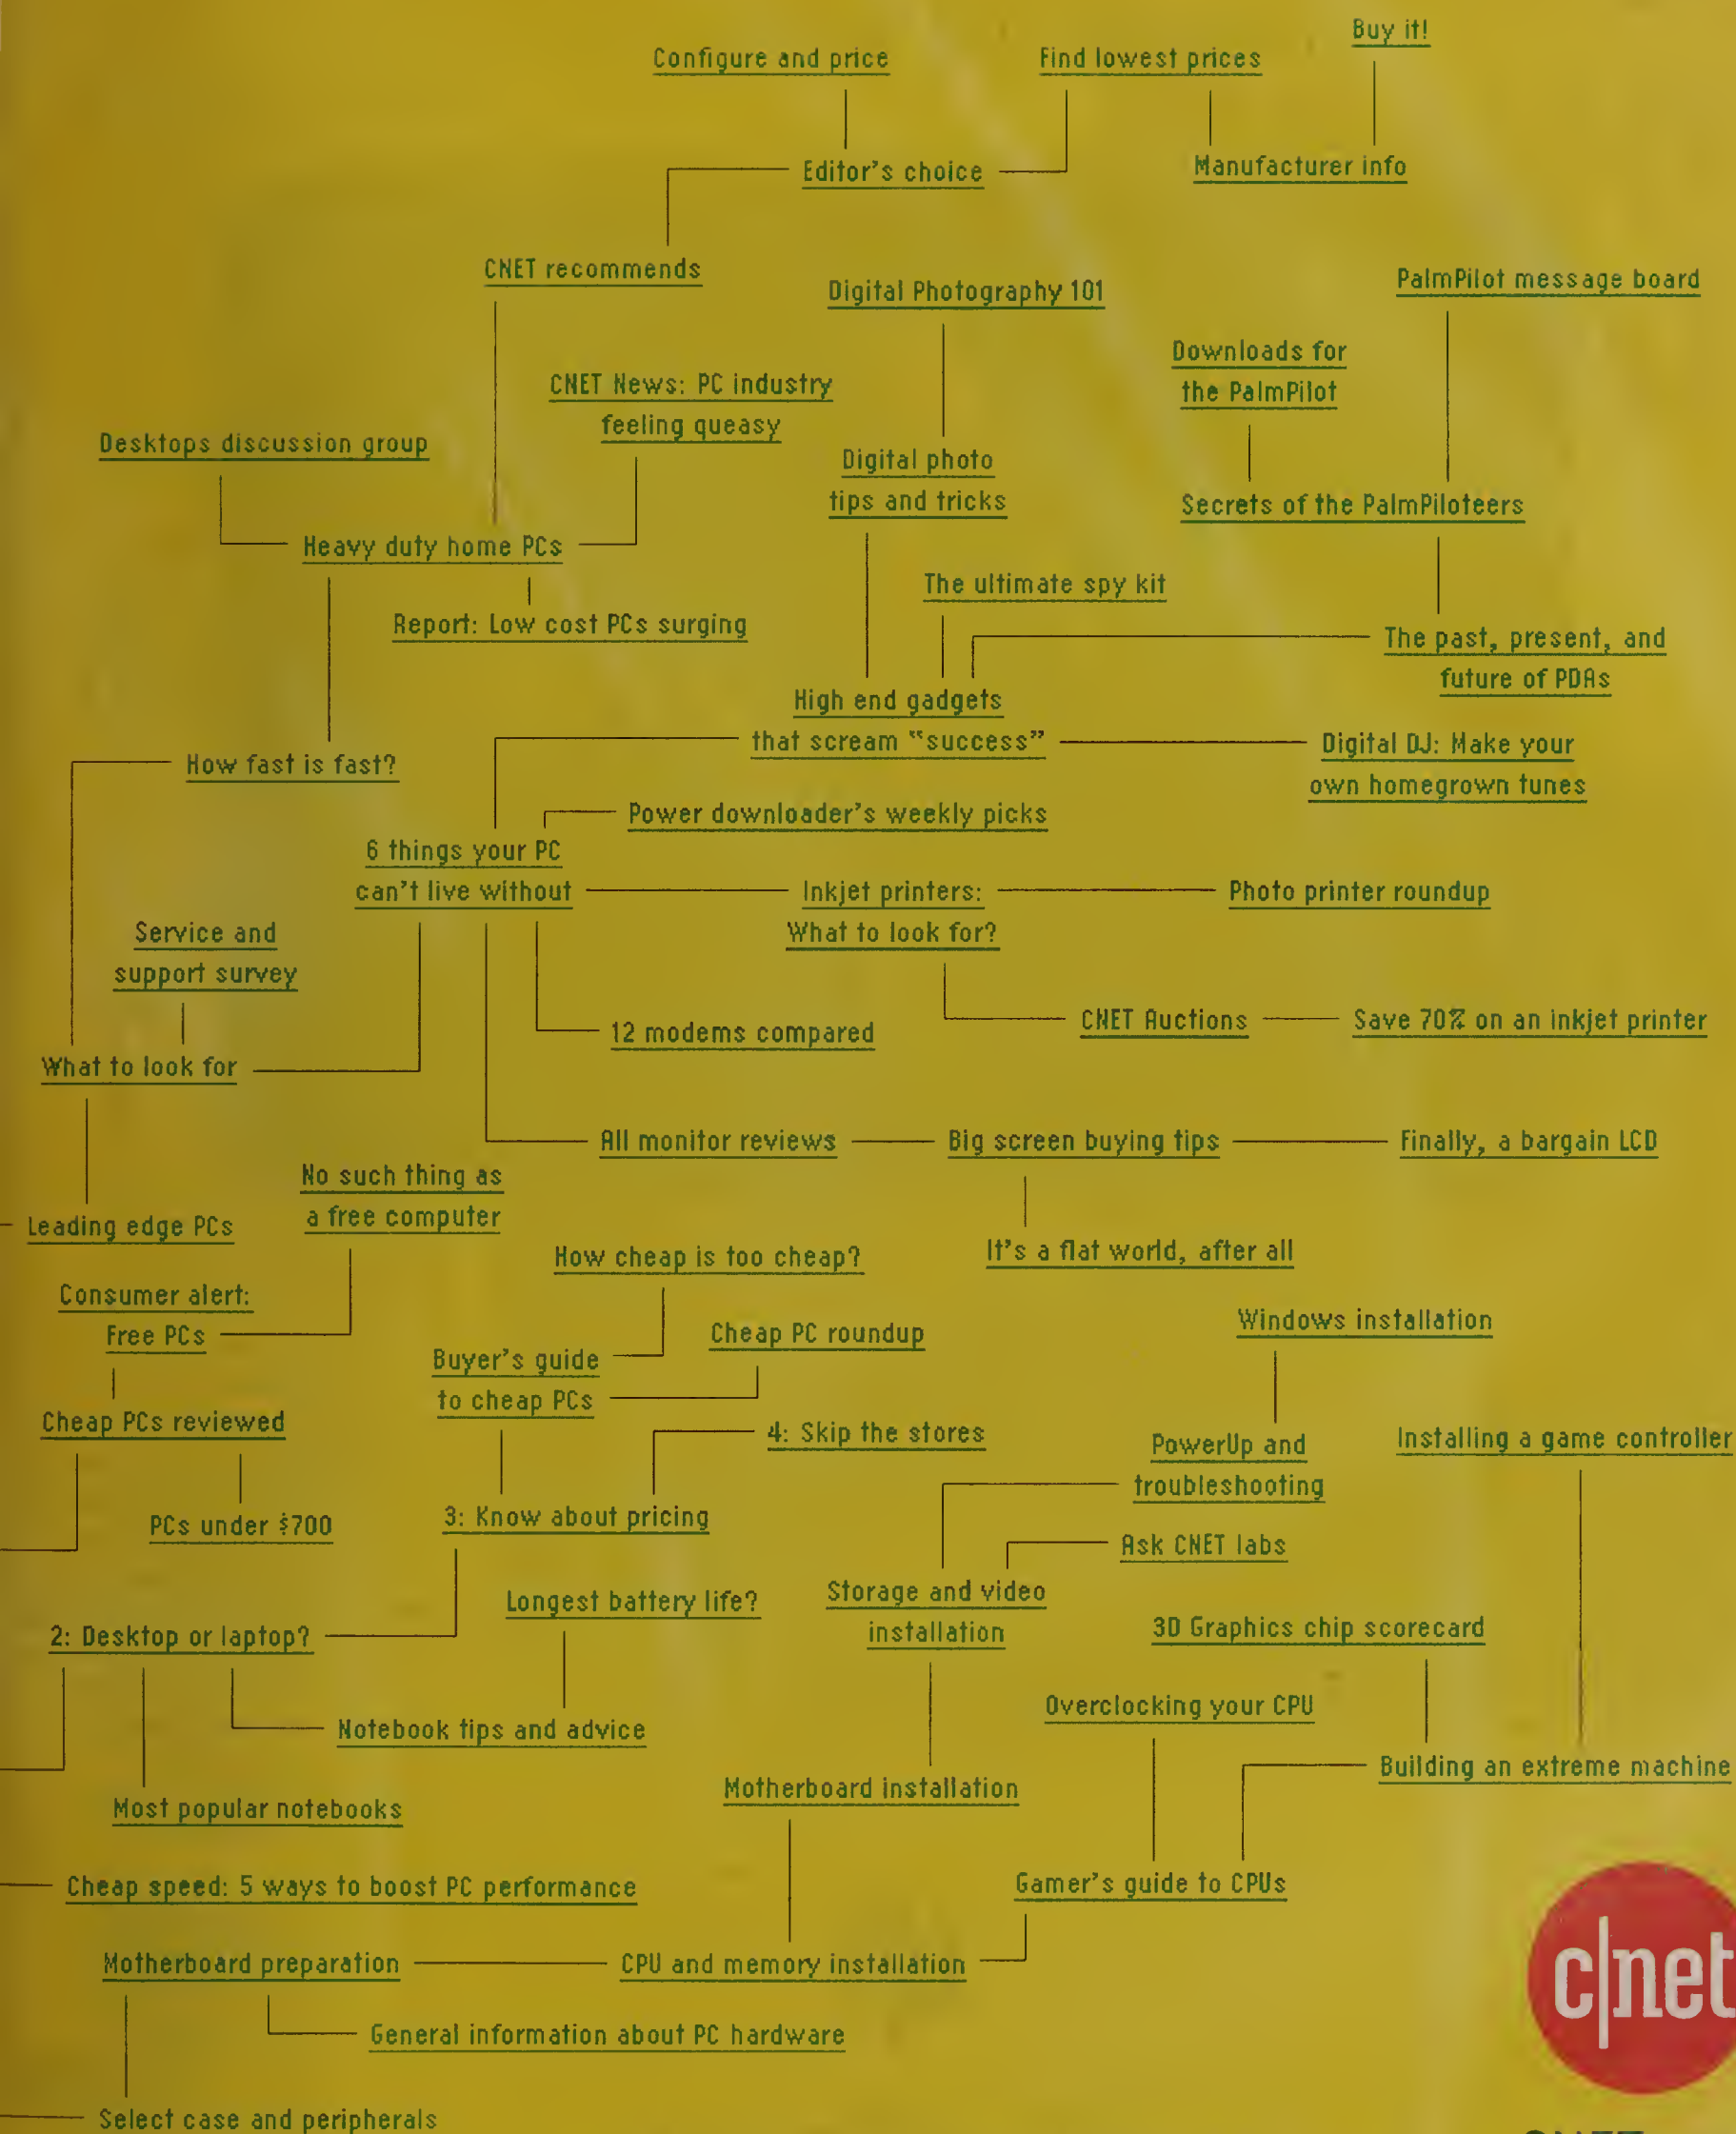 Buy it!
Configure and price
Find lowest prices
Editor's choice
Manufacturer info
CNET recommends
Digital Photography 101
PalmPilot message board
Downloads for
the PalmPilot
CNET News: PC industry
feeling queasy
Desktops discussion group
Digital photo
tips and tricks
Secrets of the PalmPiloteers
Heavy duty home PCs
The ultimate spy kit
Report: Low cost PCs surging
The past, present, and
future of PDAs
High end gadgets
that scream "success"
Digital DJ: Make your
own homegrown tunes
How fast is fast?
Power downloader's weekly picks
6 things your PC
can't live without
Inkjet printers:
What to look for?
Photo printer roundup
Service and
support survey
CNET Auctions
Save 70% on an inkjet printer
12 modems compared
What to look for
All monitor reviews
Big screen buying tips
Finally, a bargain LCD
No such thing as
a free computer
Leading edge PCs
How cheap is too cheap?
It's a flat world, after all
Consumer alert:
Free PCs
Windows installation
Cheap PC roundup
Buyer's guide
to cheap PCs
Cheap PCs reviewed
4: Skip the stores
PowerUp and
troubleshooting
Installing a game controller
PCs under $700
3: Know about pricing
Ask CNET labs
Longest battery life?
Storage and video
installation
2: Desktop or laptop?
3D Graphics chip scorecard
Overclocking your CPU
Notebook tips and advice
Building an extreme machine
Motherboard installation
Most popular notebooks
Cheap speed: 5 ways to boost PC performance
Gamer's guide to CPUs
Motherboard preparation
CPU and memory installation
c|net
General information about PC hardware
Select case and peripherals